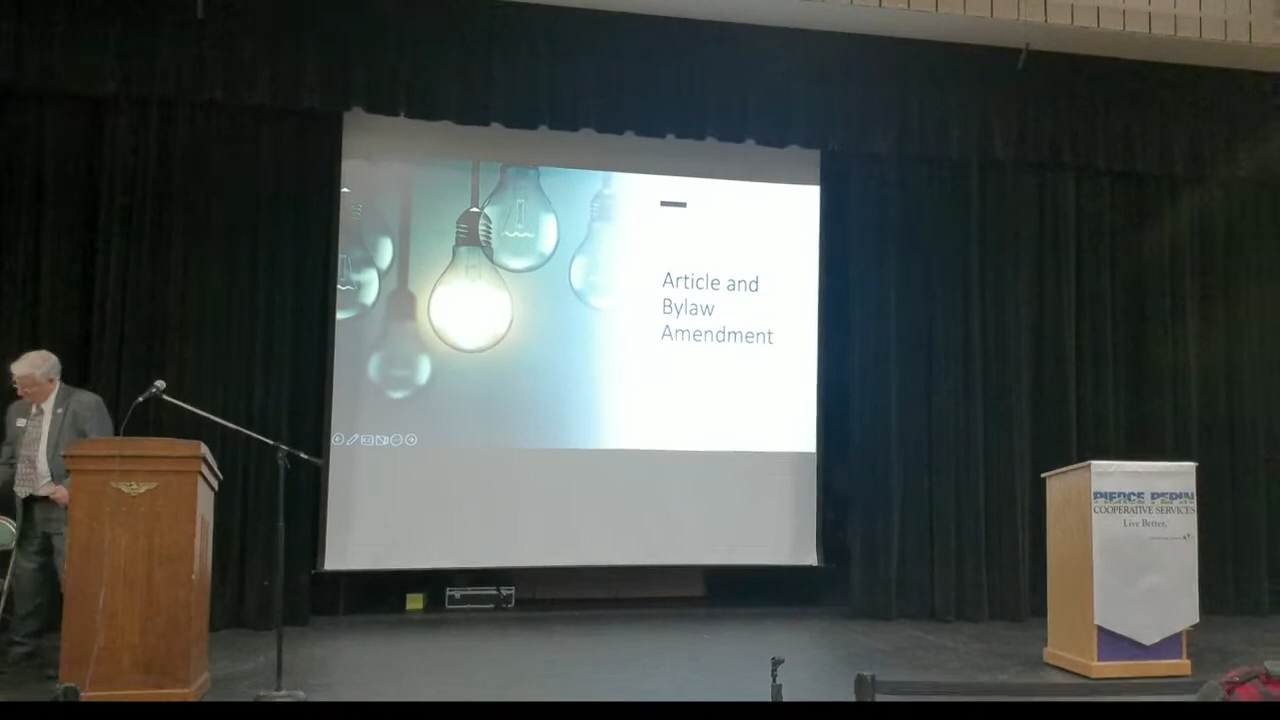 Article and
Bylaw
Amendment
PIERCE PEPIN
COOPERATIVE SERVICES
Live Better.